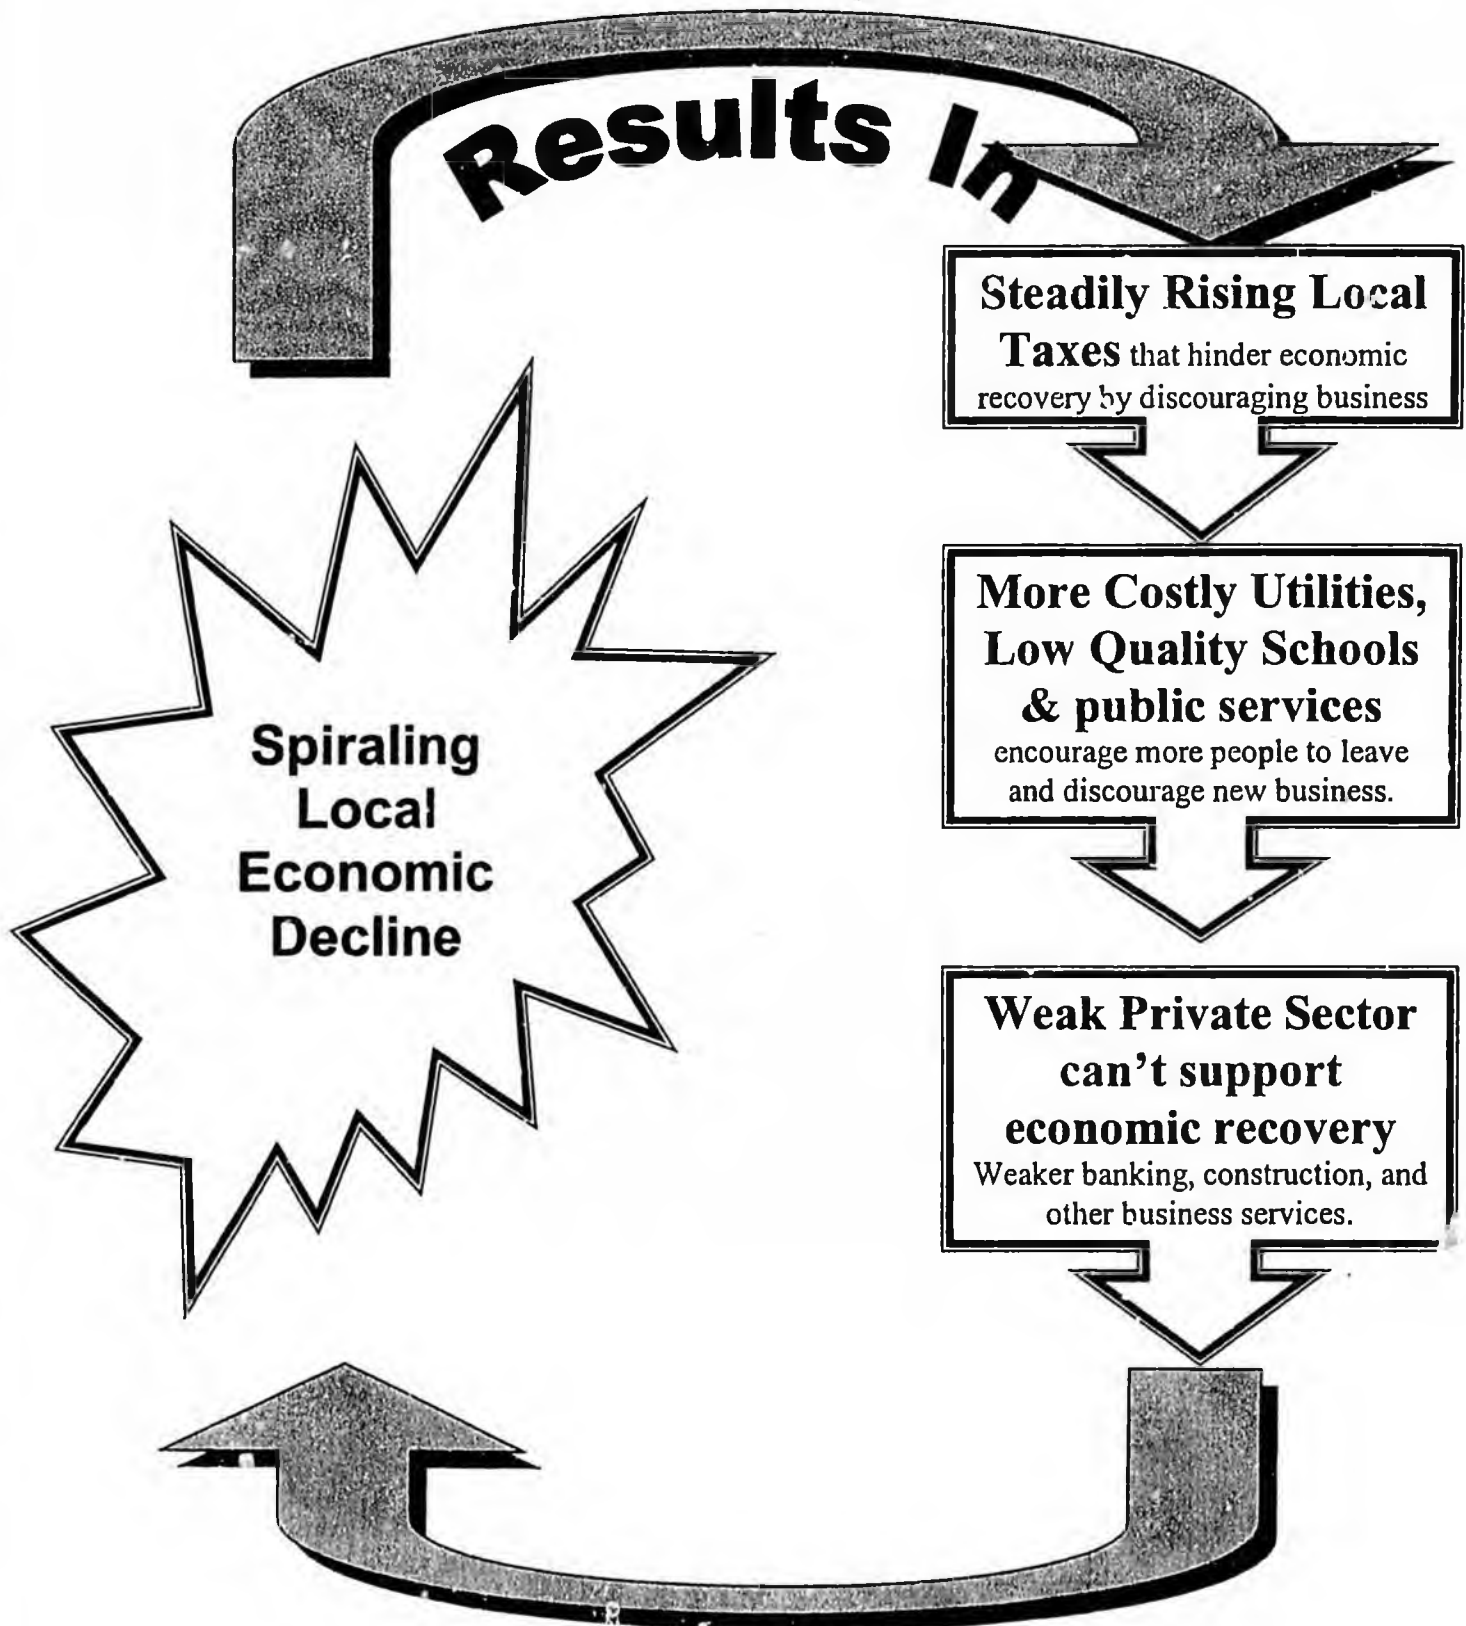 Results In
Steadily Rising Local
Taxes that hinder economic
recovery by discouraging business
More Costly Utilities,
Low Quality Schools
& public services
encourage more people to leave
and discourage new business.
Weak Private Sector
can't support
economic recovery
Weaker banking, construction, and
other business services.
Spiraling
Local
Economic
Decline